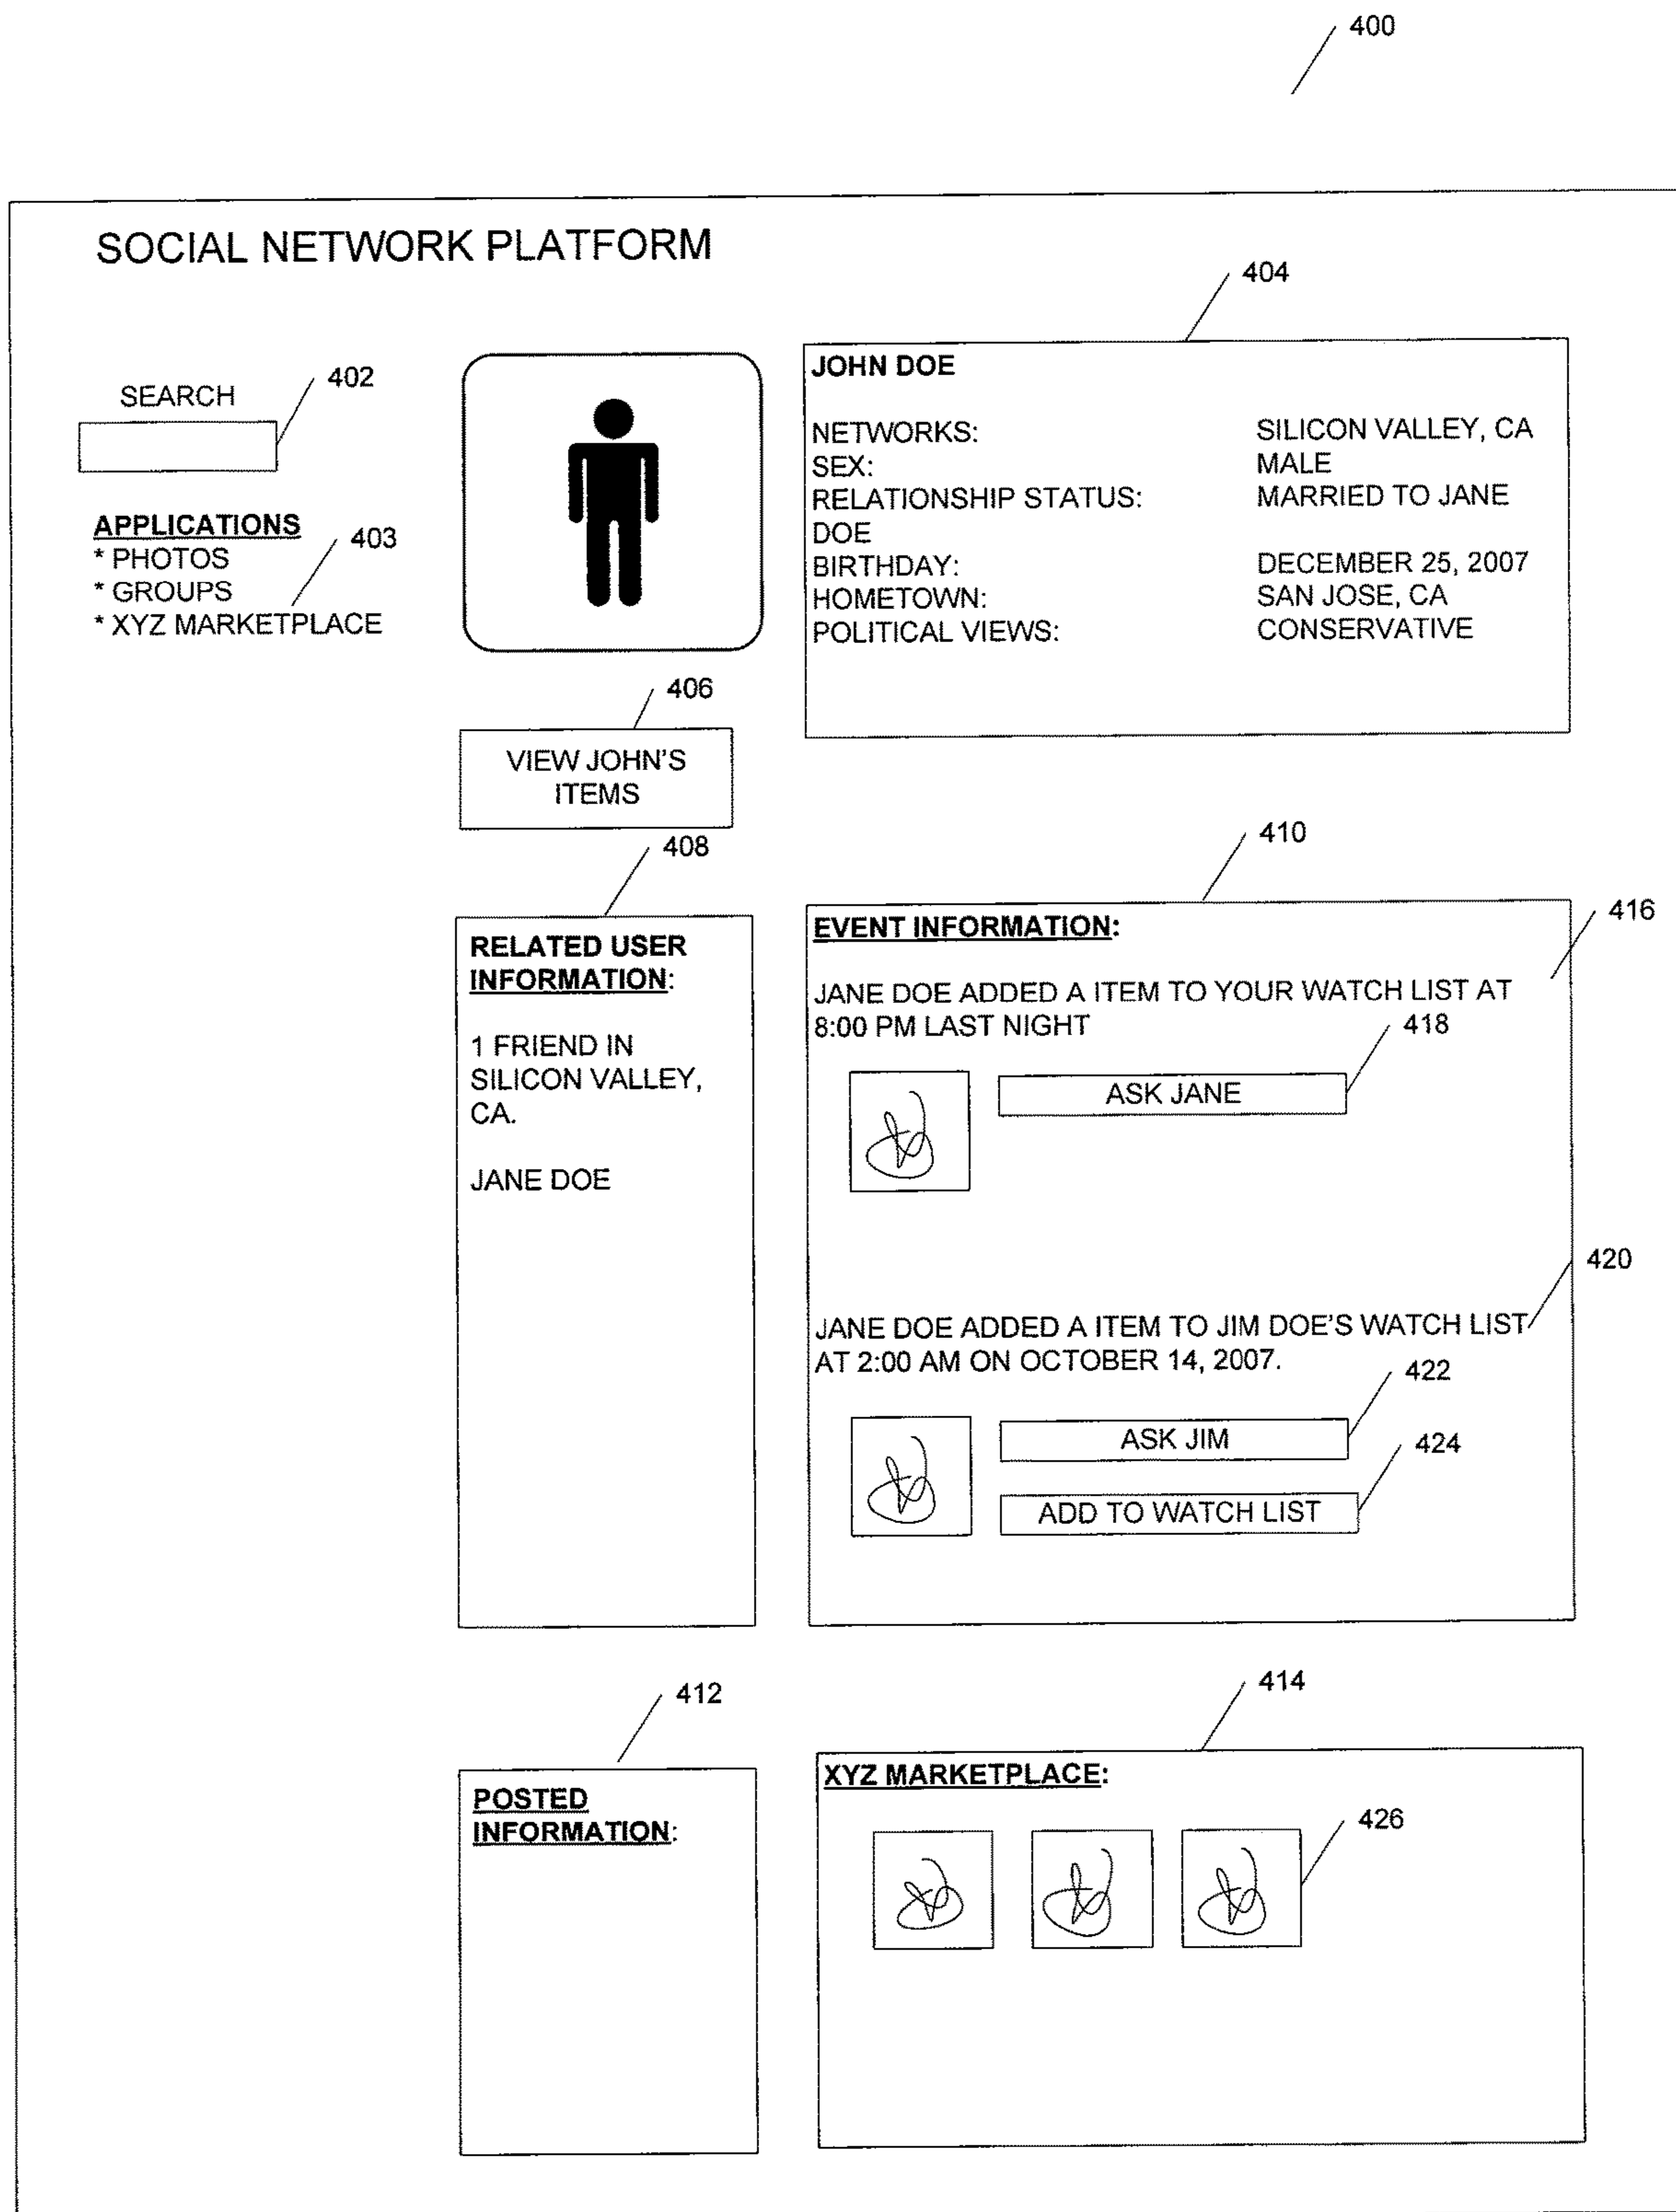 400
SOCIAL NETWORK PLATFORM
404
402
SEARCH
APPLICATIONS
403
* PHOTOS
* GROUPS
* XYZ MARKETPLACE
JOHN DOE
NETWORKS: SILICON VALLEY, CA
SEX: MALE
RELATIONSHIP STATUS: MARRIED TO JANE
DOE
BIRTHDAY: DECEMBER 25, 2007
HOMETOWN: SAN JOSE, CA
POLITICAL VIEWS: CONSERVATIVE
406
VIEW JOHN'S
ITEMS
408
RELATED USER
INFORMATION:
1 FRIEND IN
SILICON VALLEY,
CA.
JANE DOE
410
EVENT INFORMATION:
416
JANE DOE ADDED A ITEM TO YOUR WATCH LIST AT
8:00 PM LAST NIGHT
418
ASK JANE
420
JANE DOE ADDED A ITEM TO JIM DOE'S WATCH LIST
AT 2:00 AM ON OCTOBER 14, 2007.
422
ASK JIM
424
ADD TO WATCH LIST
412
POSTED
INFORMATION:
414
XYZ MARKETPLACE:
426